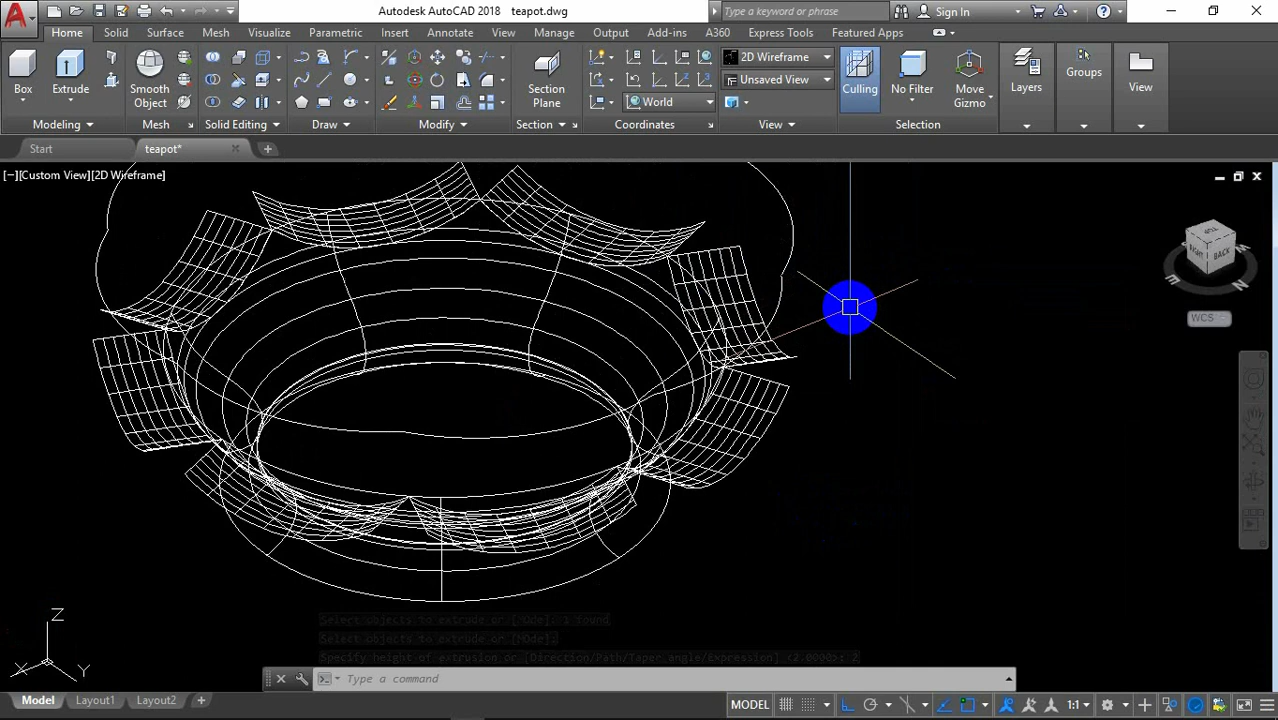 Autodesk AutoCAD 2018 teapot.dwg
Type a keyword or phrase
Sign In
Home Solid Surface Mesh Visualize Parametric Insert Annotate View Manage Output Add-ins A360 Express Tools Featured Apps
Box
Extrude
Smooth Object
Section Plane
2D Wireframe
Unsaved View
World
Culling
No Filter
Move Gizmo
Layers
Groups
View
Modeling Mesh Solid Editing Draw Modify Section Coordinates View Selection
Start teapot*
[−][Custom View][2D Wireframe]
TOP
RIGHT BACK
E
WCS
Z
X Y
Select objects to extrude or [MOde]: 1 found
Select objects to extrude or [MOde]:
Specify height of extrusion or [Direction/Path/Taper angle/Expression] <2.0000>: 2
Type a command
Model Layout1 Layout2
MODEL
1:1